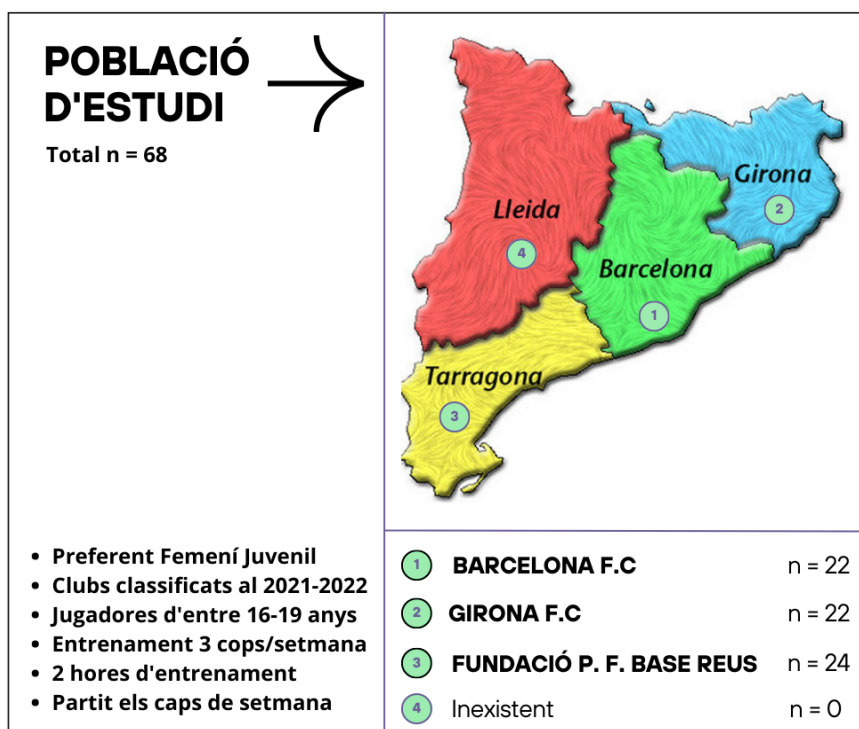 POBLACIÓ
D'ESTUDI
Total n = 68
Lleida
4
Girona
2
Barcelona
1
Tarragona
3
• Preferent Femení Juvenil
• Clubs classificats al 2021-2022
• Jugadores d'entre 16-19 anys
• Entrenament 3 cops/setmana
• 2 hores d'entrenament
• Partit els caps de setmana
1 BARCELONA F.C n = 22
2 GIRONA F.C n = 22
3 FUNDACIÓ P. F. BASE REUS n = 24
4 Inexistent n = 0